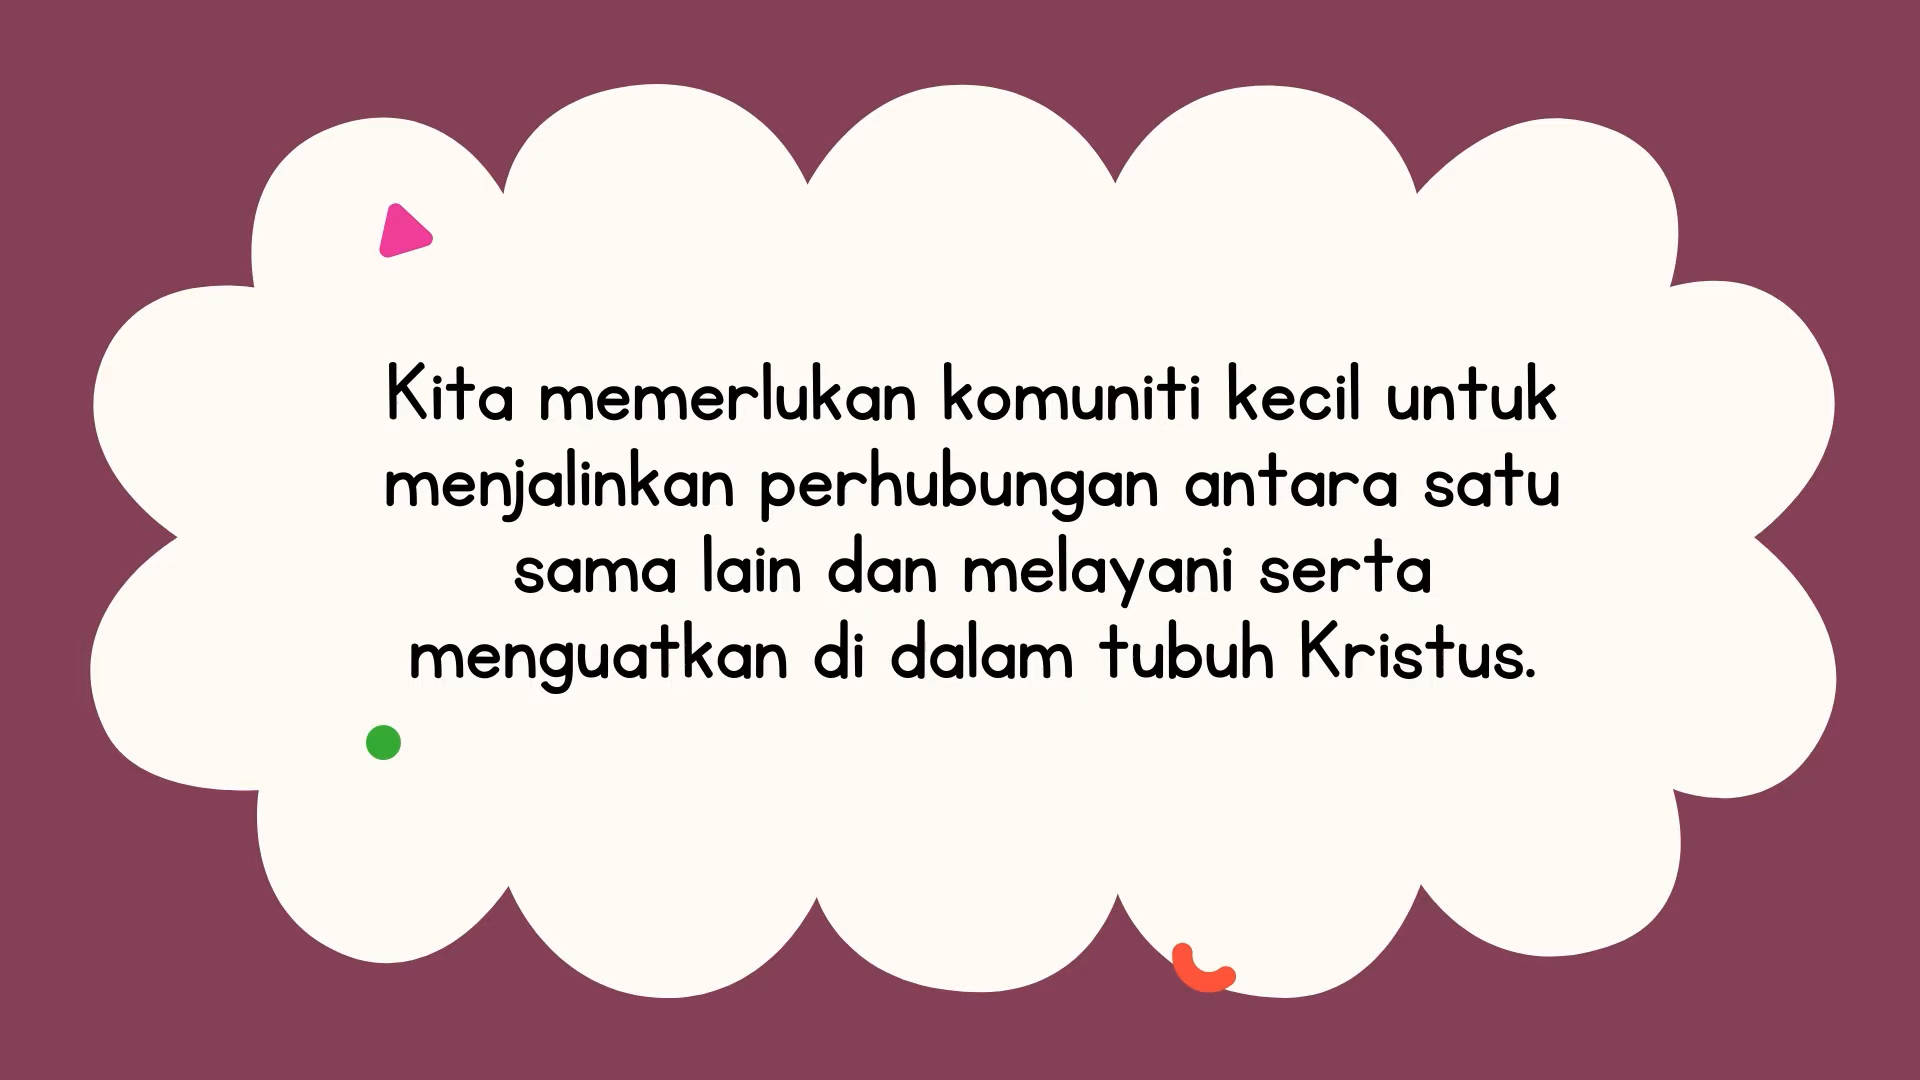 Kita memerlukan komuniti kecil untuk
menjalinkan perhubungan antara satu
sama lain dan melayani serta
menguatkan di dalam tubuh Kristus.